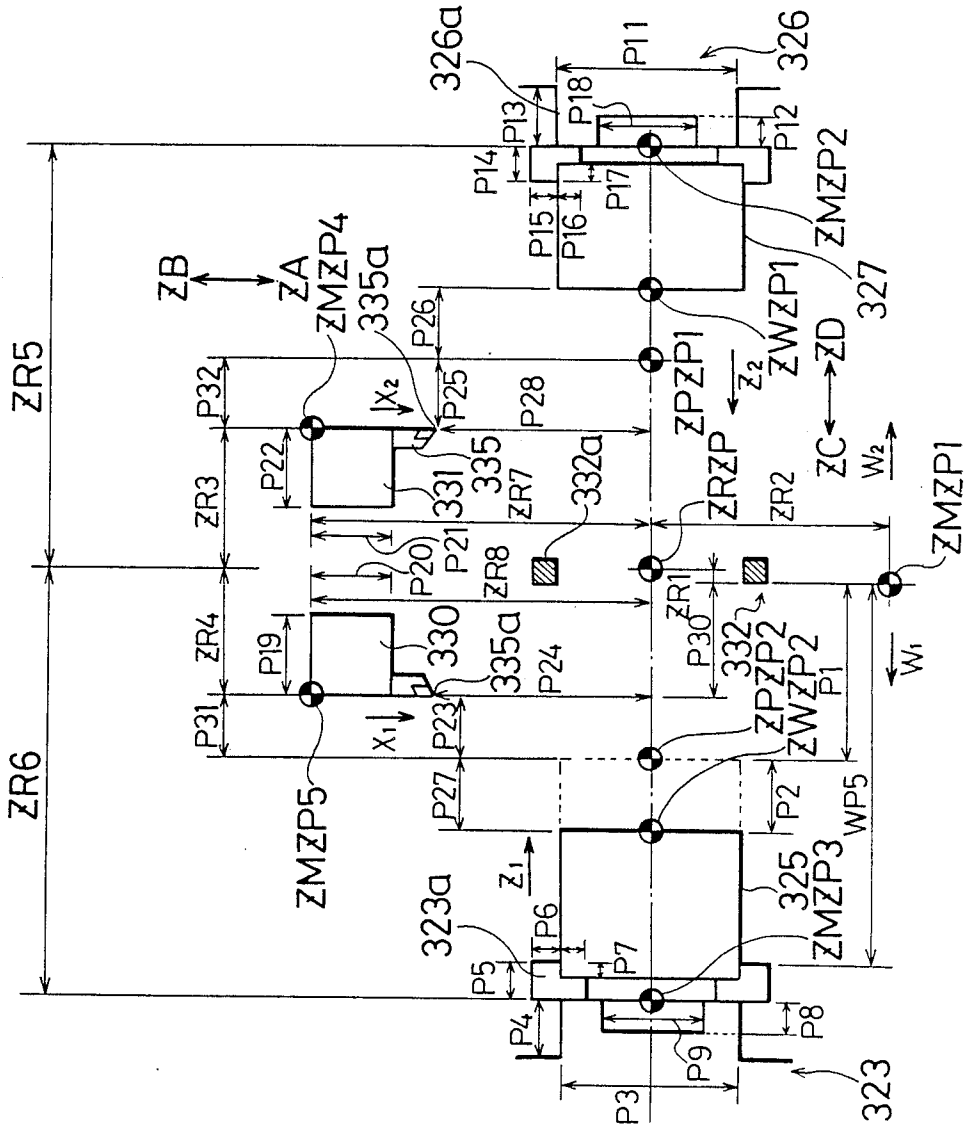 ZR5
ZR6
ZB
ZA
ZMZP4
335a
326a
P13
P14
P15
P16
P17
P18
P11
326
P12
ZMZP2
327
ZWZP1
P26
ZPZP1
Z2
ZD
ZC
W2
P32
P25
P28
X2
ZR3
P22
331
335
ZR7
332a
ZRZP
ZR2
ZMZP1
P20
P21
ZR8
ZR4
P19
330
335a
P24
ZR1
P30
332
P1
W1
P31
X1
P23
ZPZP2
ZWZP2
ZMZP5
P27
P2
WP5
Z1
325
ZMZP3
323a
P6
P5
P7
P4
P9
P8
P3
323